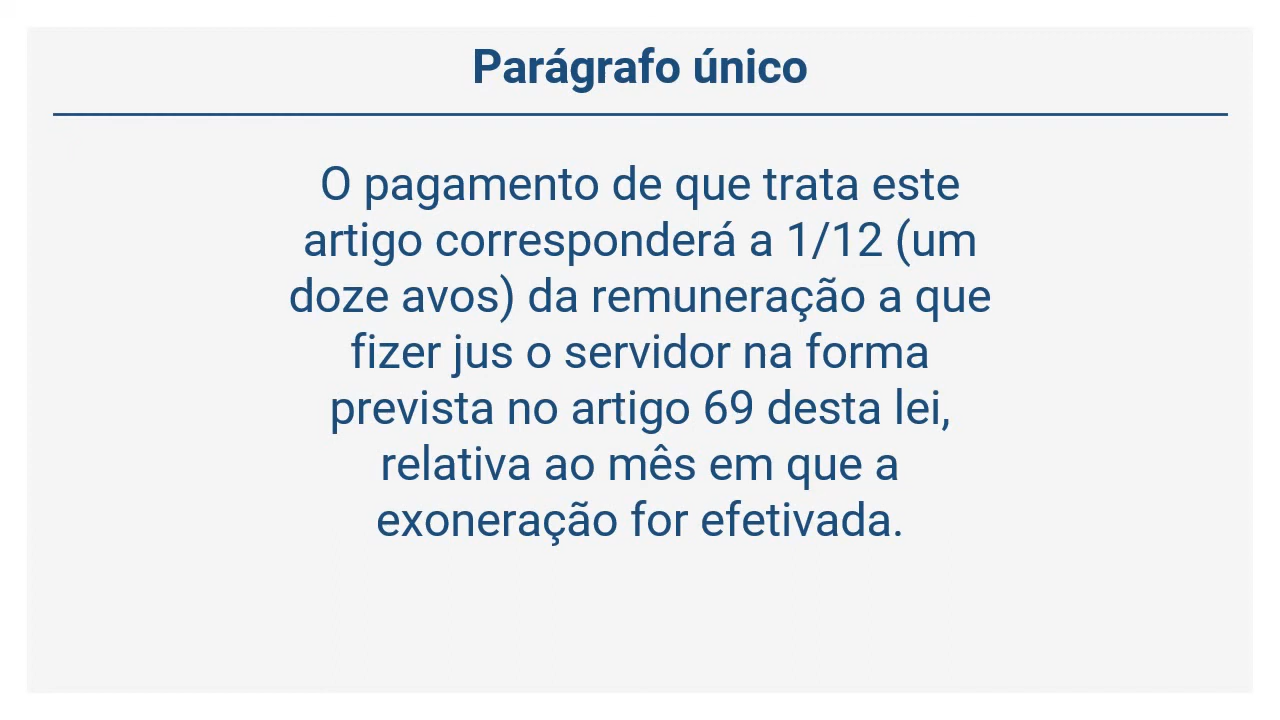 Parágrafo único
O pagamento de que trata este
artigo corresponderá a 1/12 (um
doze avos) da remuneração a que
fizer jus o servidor na forma
prevista no artigo 69 desta lei,
relativa ao mês em que a
exoneração for efetivada.